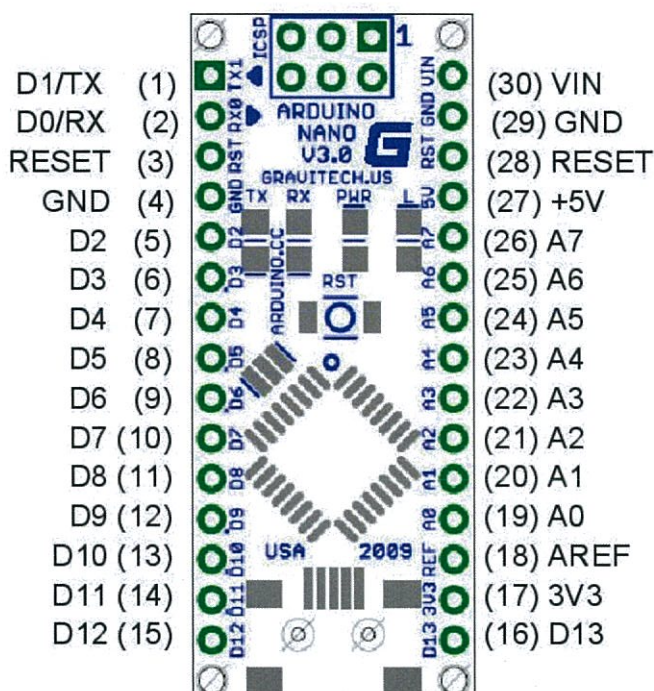 ICSP
1
D1/TX (1)
D0/RX (2)
RESET (3)
GND (4)
D2 (5)
D3 (6)
D4 (7)
D5 (8)
D6 (9)
D7 (10)
D8 (11)
D9 (12)
D10 (13)
D11 (14)
D12 (15)
TX1
RX0
RST
GND
D2
D3
D4
D5
D6
D7
D8
D9
D10
D11
D12
ARDUINO
NANO
V3.0
G
GRAVITECH.US
TX RX PWR L
ARDUINO.CC
RST
USA 2009
VIN
GND
RST
5V
A7
A6
A5
A4
A3
A2
A1
A0
REF
3V3
D13
(30) VIN
(29) GND
(28) RESET
(27) +5V
(26) A7
(25) A6
(24) A5
(23) A4
(22) A3
(21) A2
(20) A1
(19) A0
(18) AREF
(17) 3V3
(16) D13